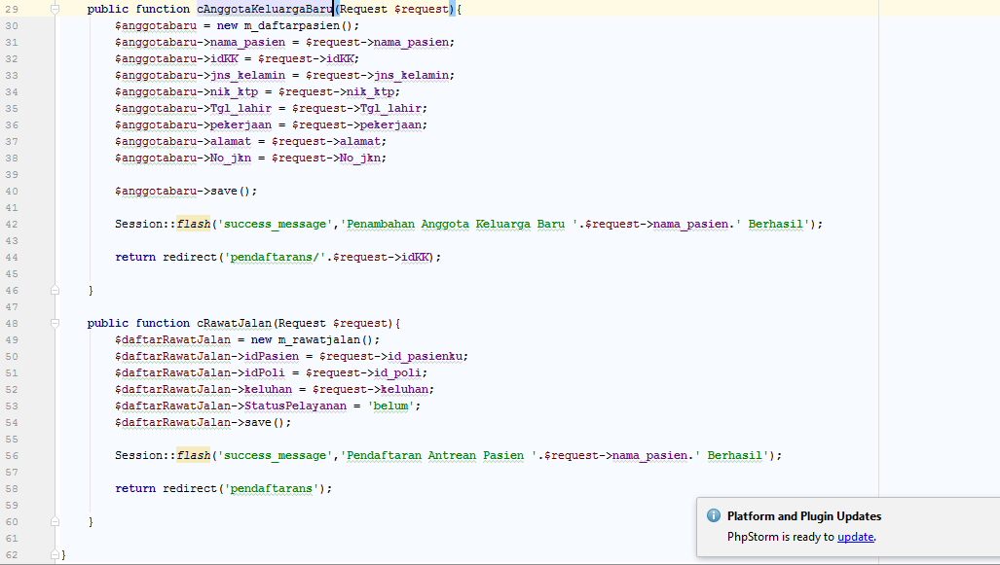 29 public function cAnggotaKeluargaBaru(Request $request){
30 $anggotabaru = new m_daftarpasien();
31 $anggotabaru->nama_pasien = $request->nama_pasien;
32 $anggotabaru->idKK = $request->idKK;
33 $anggotabaru->jns_kelamin = $request->jns_kelamin;
34 $anggotabaru->nik_ktp = $request->nik_ktp;
35 $anggotabaru->Tgl_lahir = $request->Tgl_lahir;
36 $anggotabaru->pekerjaan = $request->pekerjaan;
37 $anggotabaru->alamat = $request->alamat;
38 $anggotabaru->No_jkn = $request->No_jkn;
39
40 $anggotabaru->save();
41
42 Session::flash('success_message','Penambahan Anggota Keluarga Baru '.$request->nama_pasien.' Berhasil');
43
44 return redirect('pendaftarans/'.$request->idKK);
45
46 }
47
48 public function cRawatJalan(Request $request){
49 $daftarRawatJalan = new m_rawatjalan();
50 $daftarRawatJalan->idPasien = $request->id_pasienku;
51 $daftarRawatJalan->idPoli = $request->id_poli;
52 $daftarRawatJalan->keluhan = $request->keluhan;
53 $daftarRawatJalan->StatusPelayanan = 'belum';
54 $daftarRawatJalan->save();
55
56 Session::flash('success_message','Pendaftaran Antrean Pasien '.$request->nama_pasien.' Berhasil');
57
58 return redirect('pendaftarans');
59
60 }
61
62 }
Platform and Plugin Updates
PhpStorm is ready to update.